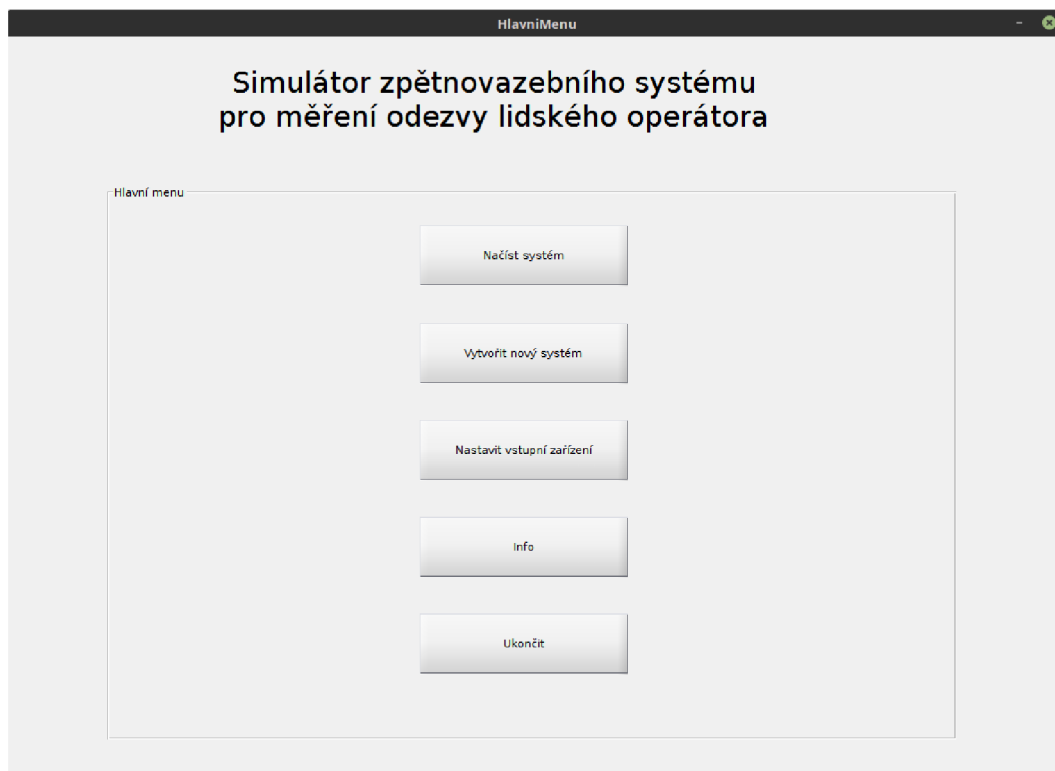 HlavniMenu
Simulátor zpětnovazebního systému
pro měření odezvy lidského operátora
Hlavní menu
Načíst systém
Vytvořit nový systém
Nastavit vstupní zařízení
Info
Ukončit